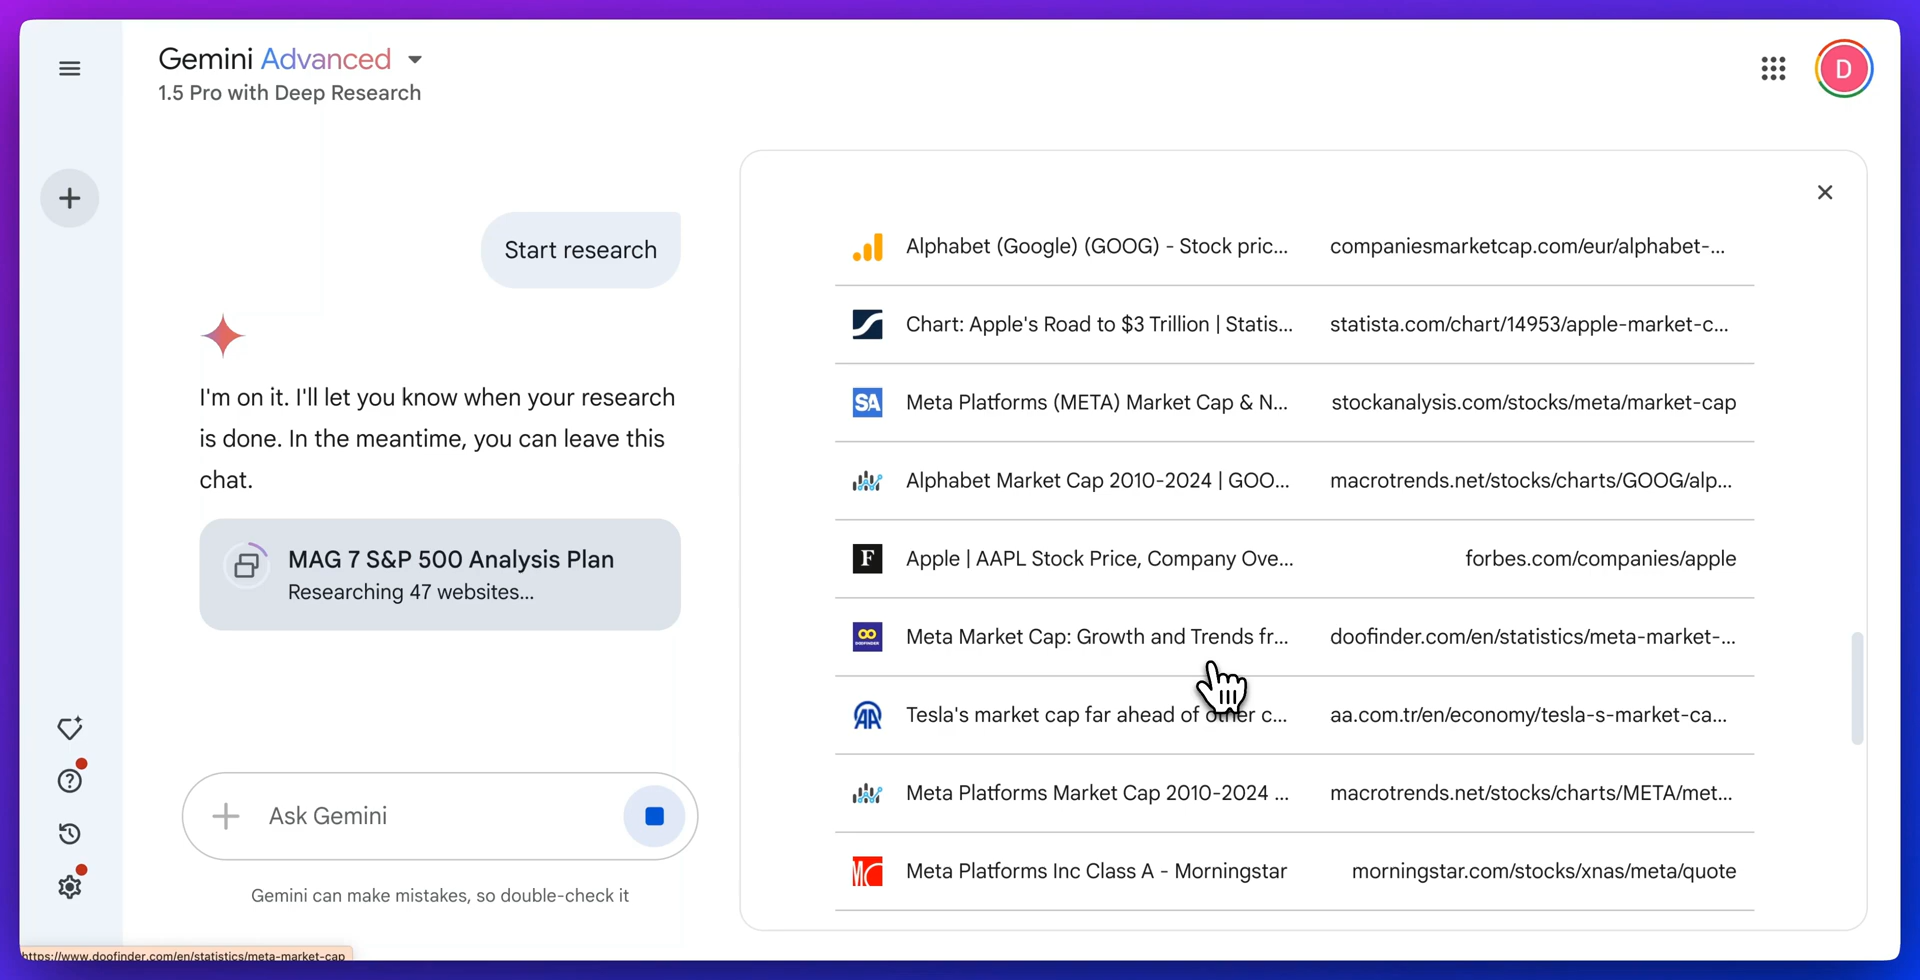 Gemini Advanced
1.5 Pro with Deep Research
D
Start research
I'm on it. I'll let you know when your research
is done. In the meantime, you can leave this
chat.
MAG 7 S&P 500 Analysis Plan
Researching 47 websites...
Ask Gemini
Gemini can make mistakes, so double-check it
https://www.doofinder.com/en/statistics/meta-market-cap
Alphabet (Google) (GOOG) - Stock pric... companiesmarketcap.com/eur/alphabet-...
Chart: Apple's Road to $3 Trillion | Statis... statista.com/chart/14953/apple-market-c...
SA Meta Platforms (META) Market Cap & N... stockanalysis.com/stocks/meta/market-cap
Alphabet Market Cap 2010-2024 | GOO... macrotrends.net/stocks/charts/GOOG/alp...
F Apple | AAPL Stock Price, Company Ove... forbes.com/companies/apple
Meta Market Cap: Growth and Trends fr... doofinder.com/en/statistics/meta-market-...
AA Tesla's market cap far ahead of other c... aa.com.tr/en/economy/tesla-s-market-ca...
Meta Platforms Market Cap 2010-2024 ... macrotrends.net/stocks/charts/META/met...
Meta Platforms Inc Class A - Morningstar morningstar.com/stocks/xnas/meta/quote